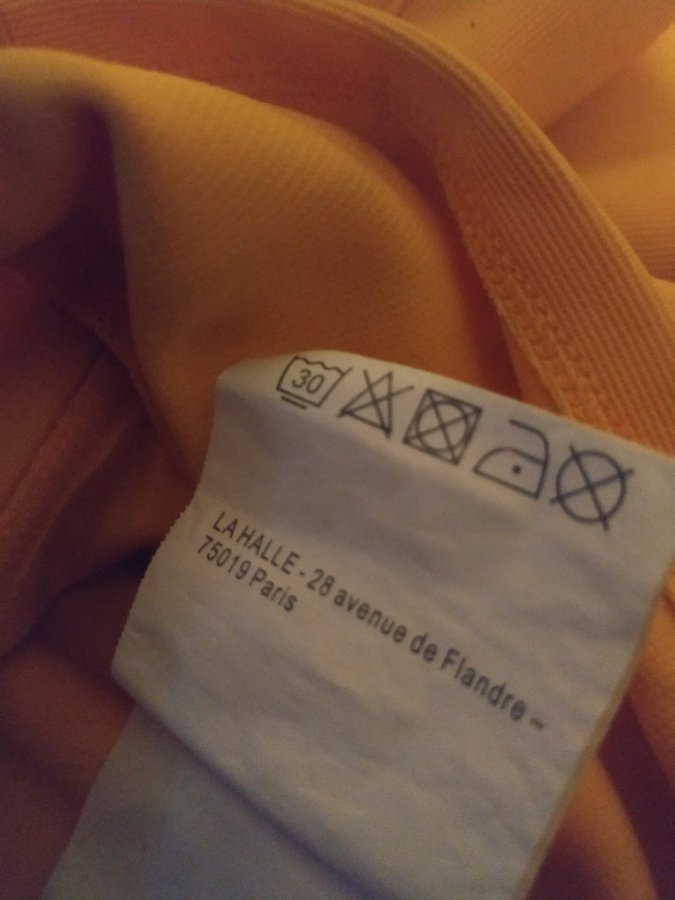 30
LA HALLE - 28 avenue de Flandre -
75019 Paris